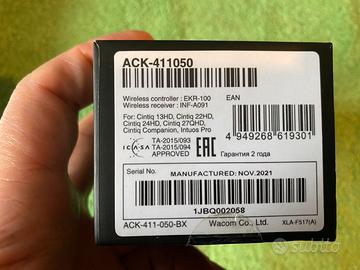 ACK-411050
Wireless controller : EKR-100
Wireless receiver : INF-A091
EAN
For: Cintiq 13HD, Cintiq 22HD,
Cintiq 24HD, Cintiq 27QHD,
Cintiq Companion, Intuos Pro
4 949268 619301
ICASA
TA-2015/093
TA-2015/094
APPROVED
EAC
Гарантия 2 года
Serial No.
MANUFACTURED: NOV.2021
1JBQ002058
ACK-411-050-BX
Wacom Co., Ltd.
XLA-F517(A)
subito